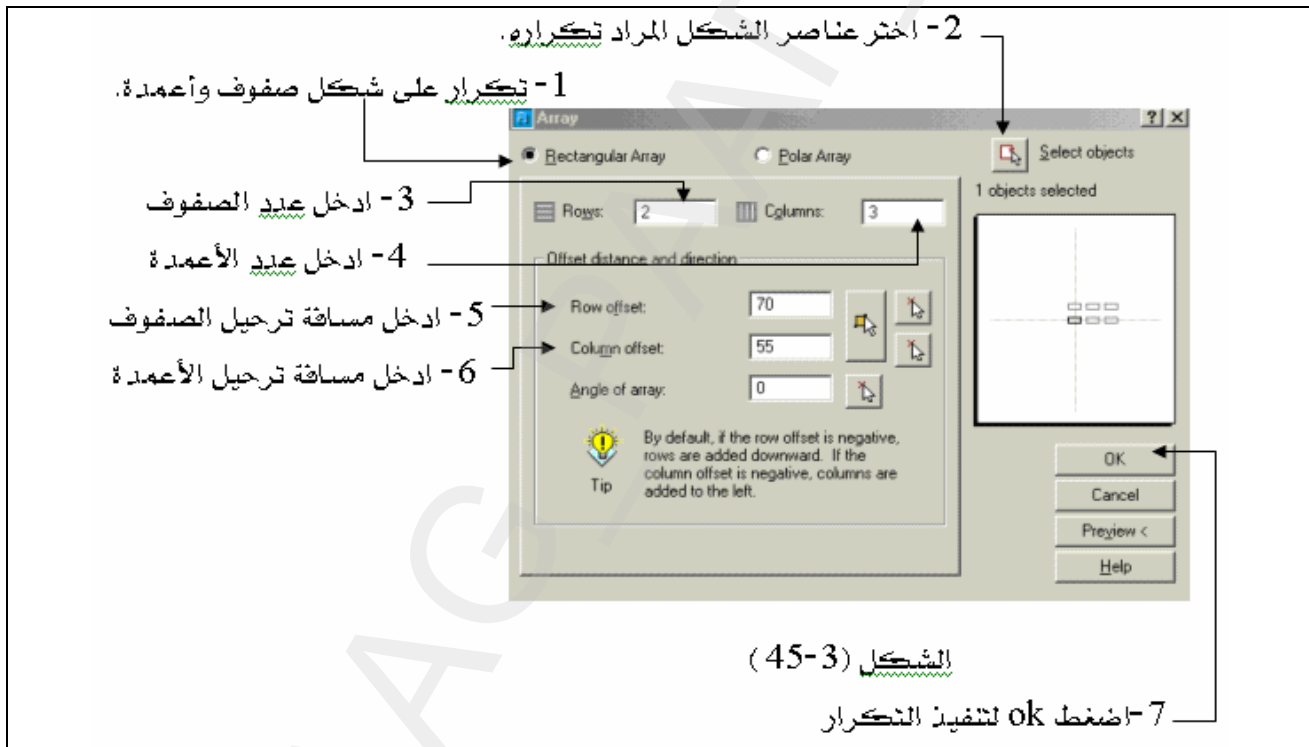 2- اختر عناصر الشكل المراد تكراره.
1- تكرار على شكل صفوف وأعمدة.
Array
Rectangular Array
Polar Array
Select objects
3- ادخل عدد الصفوف
1 objects selected
Rows: 2
Columns: 3
4- ادخل عدد الأعمدة
Offset distance and direction
5- ادخل مسافة ترحيل الصفوف
Row offset: 70
Column offset: 55
6- ادخل مسافة ترحيل الأعمدة
Angle of array: 0
Tip
By default, if the row offset is negative,
rows are added downward. If the
column offset is negative, columns are
added to the left.
OK
Cancel
Preview <
Help
الشكل (3-45)
7-اضغط ok لتنفيذ التكرار